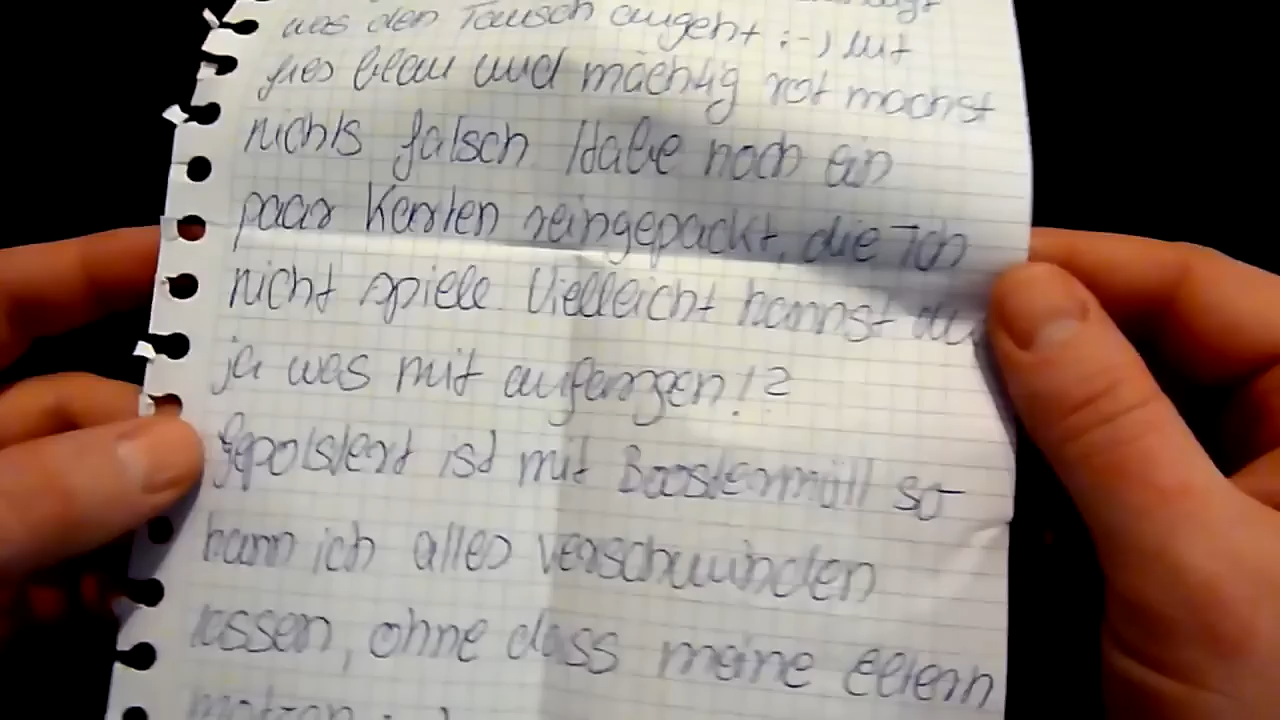 was den Tausch angeht :-) Mit
fies blau und mächtig rot machst
nichts falsch Habe noch ein
paar Karten reingepackt, die Ich
nicht spiele Vielleicht kannst du
ja was mit anfangen!?
Gepolstert ist mit Boostermüll so
kann ich alles verschwinden
lassen, ohne dass meine Eltern
motzen :-)